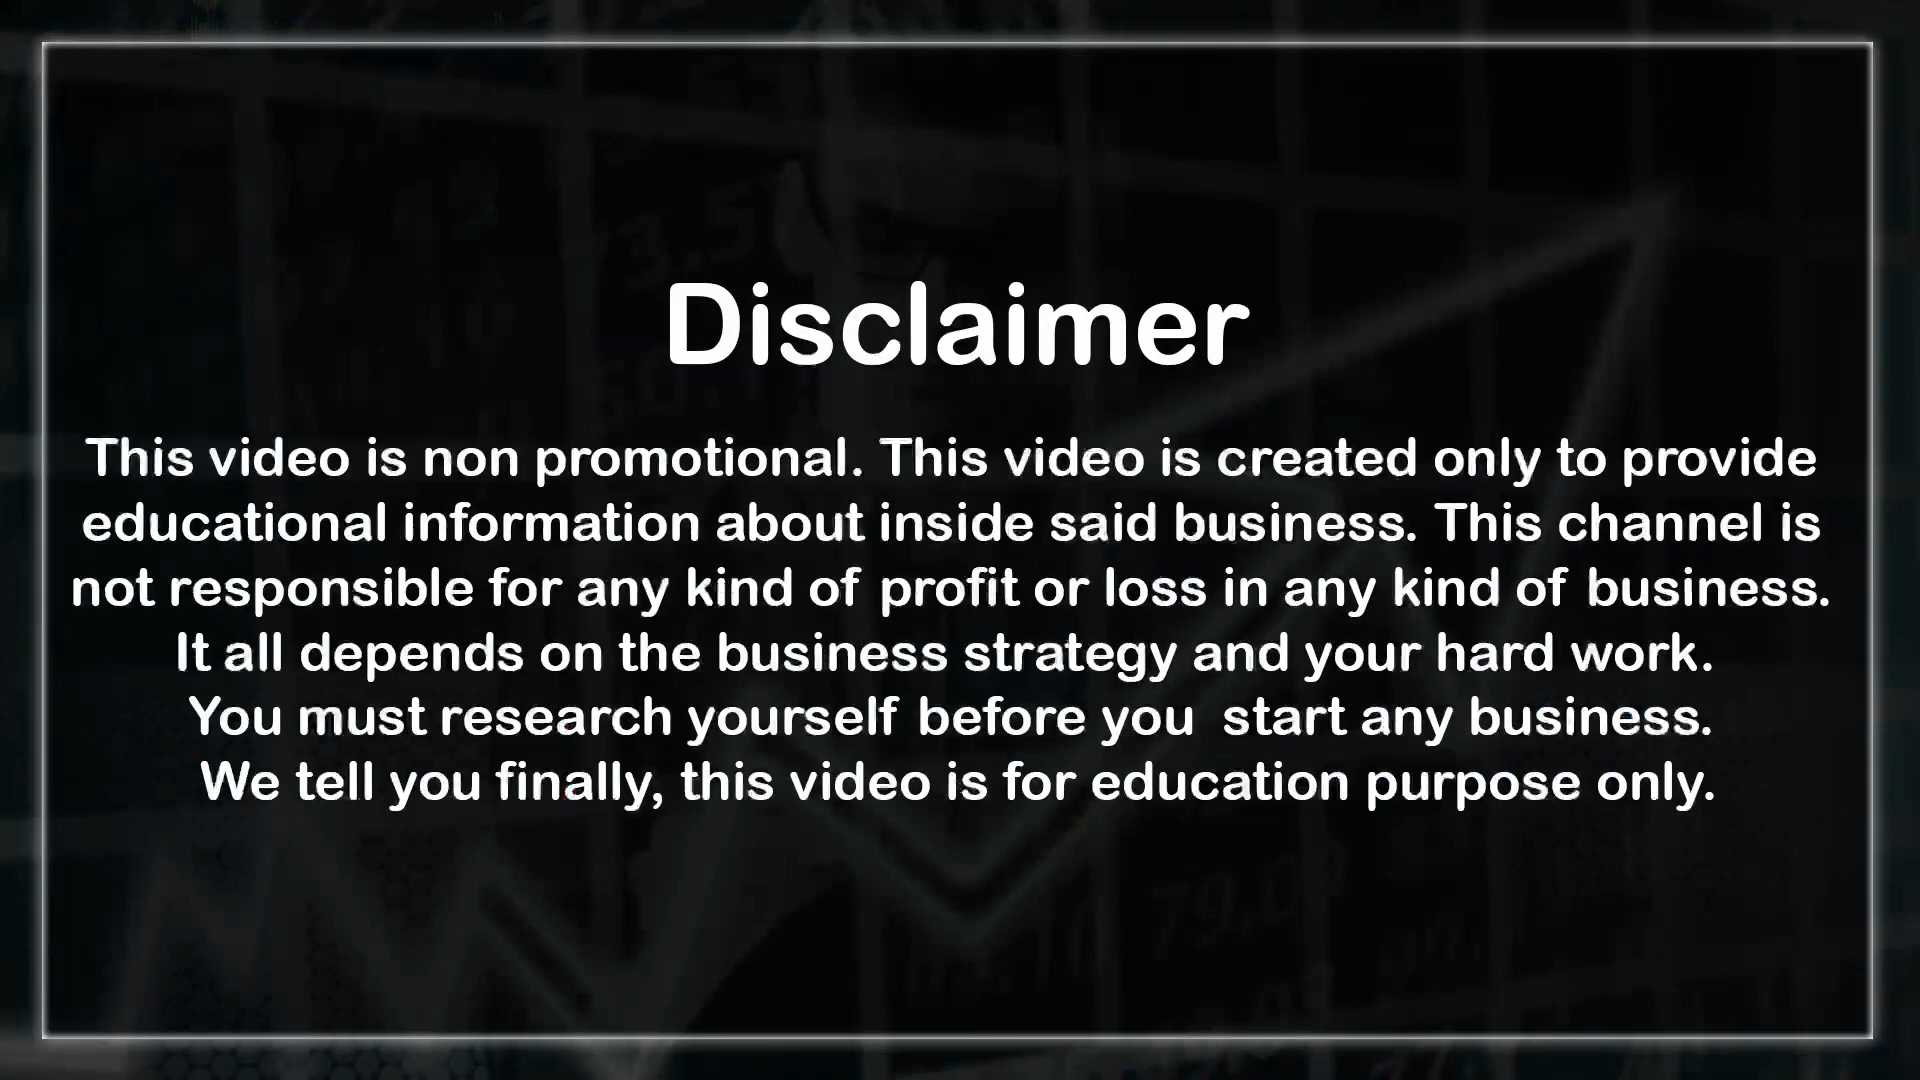 Disclaimer
This video is non promotional. This video is created only to provide
educational information about inside said business. This channel is
not responsible for any kind of profit or loss in any kind of business.
It all depends on the business strategy and your hard work.
You must research yourself before you start any business.
We tell you finally, this video is for education purpose only.